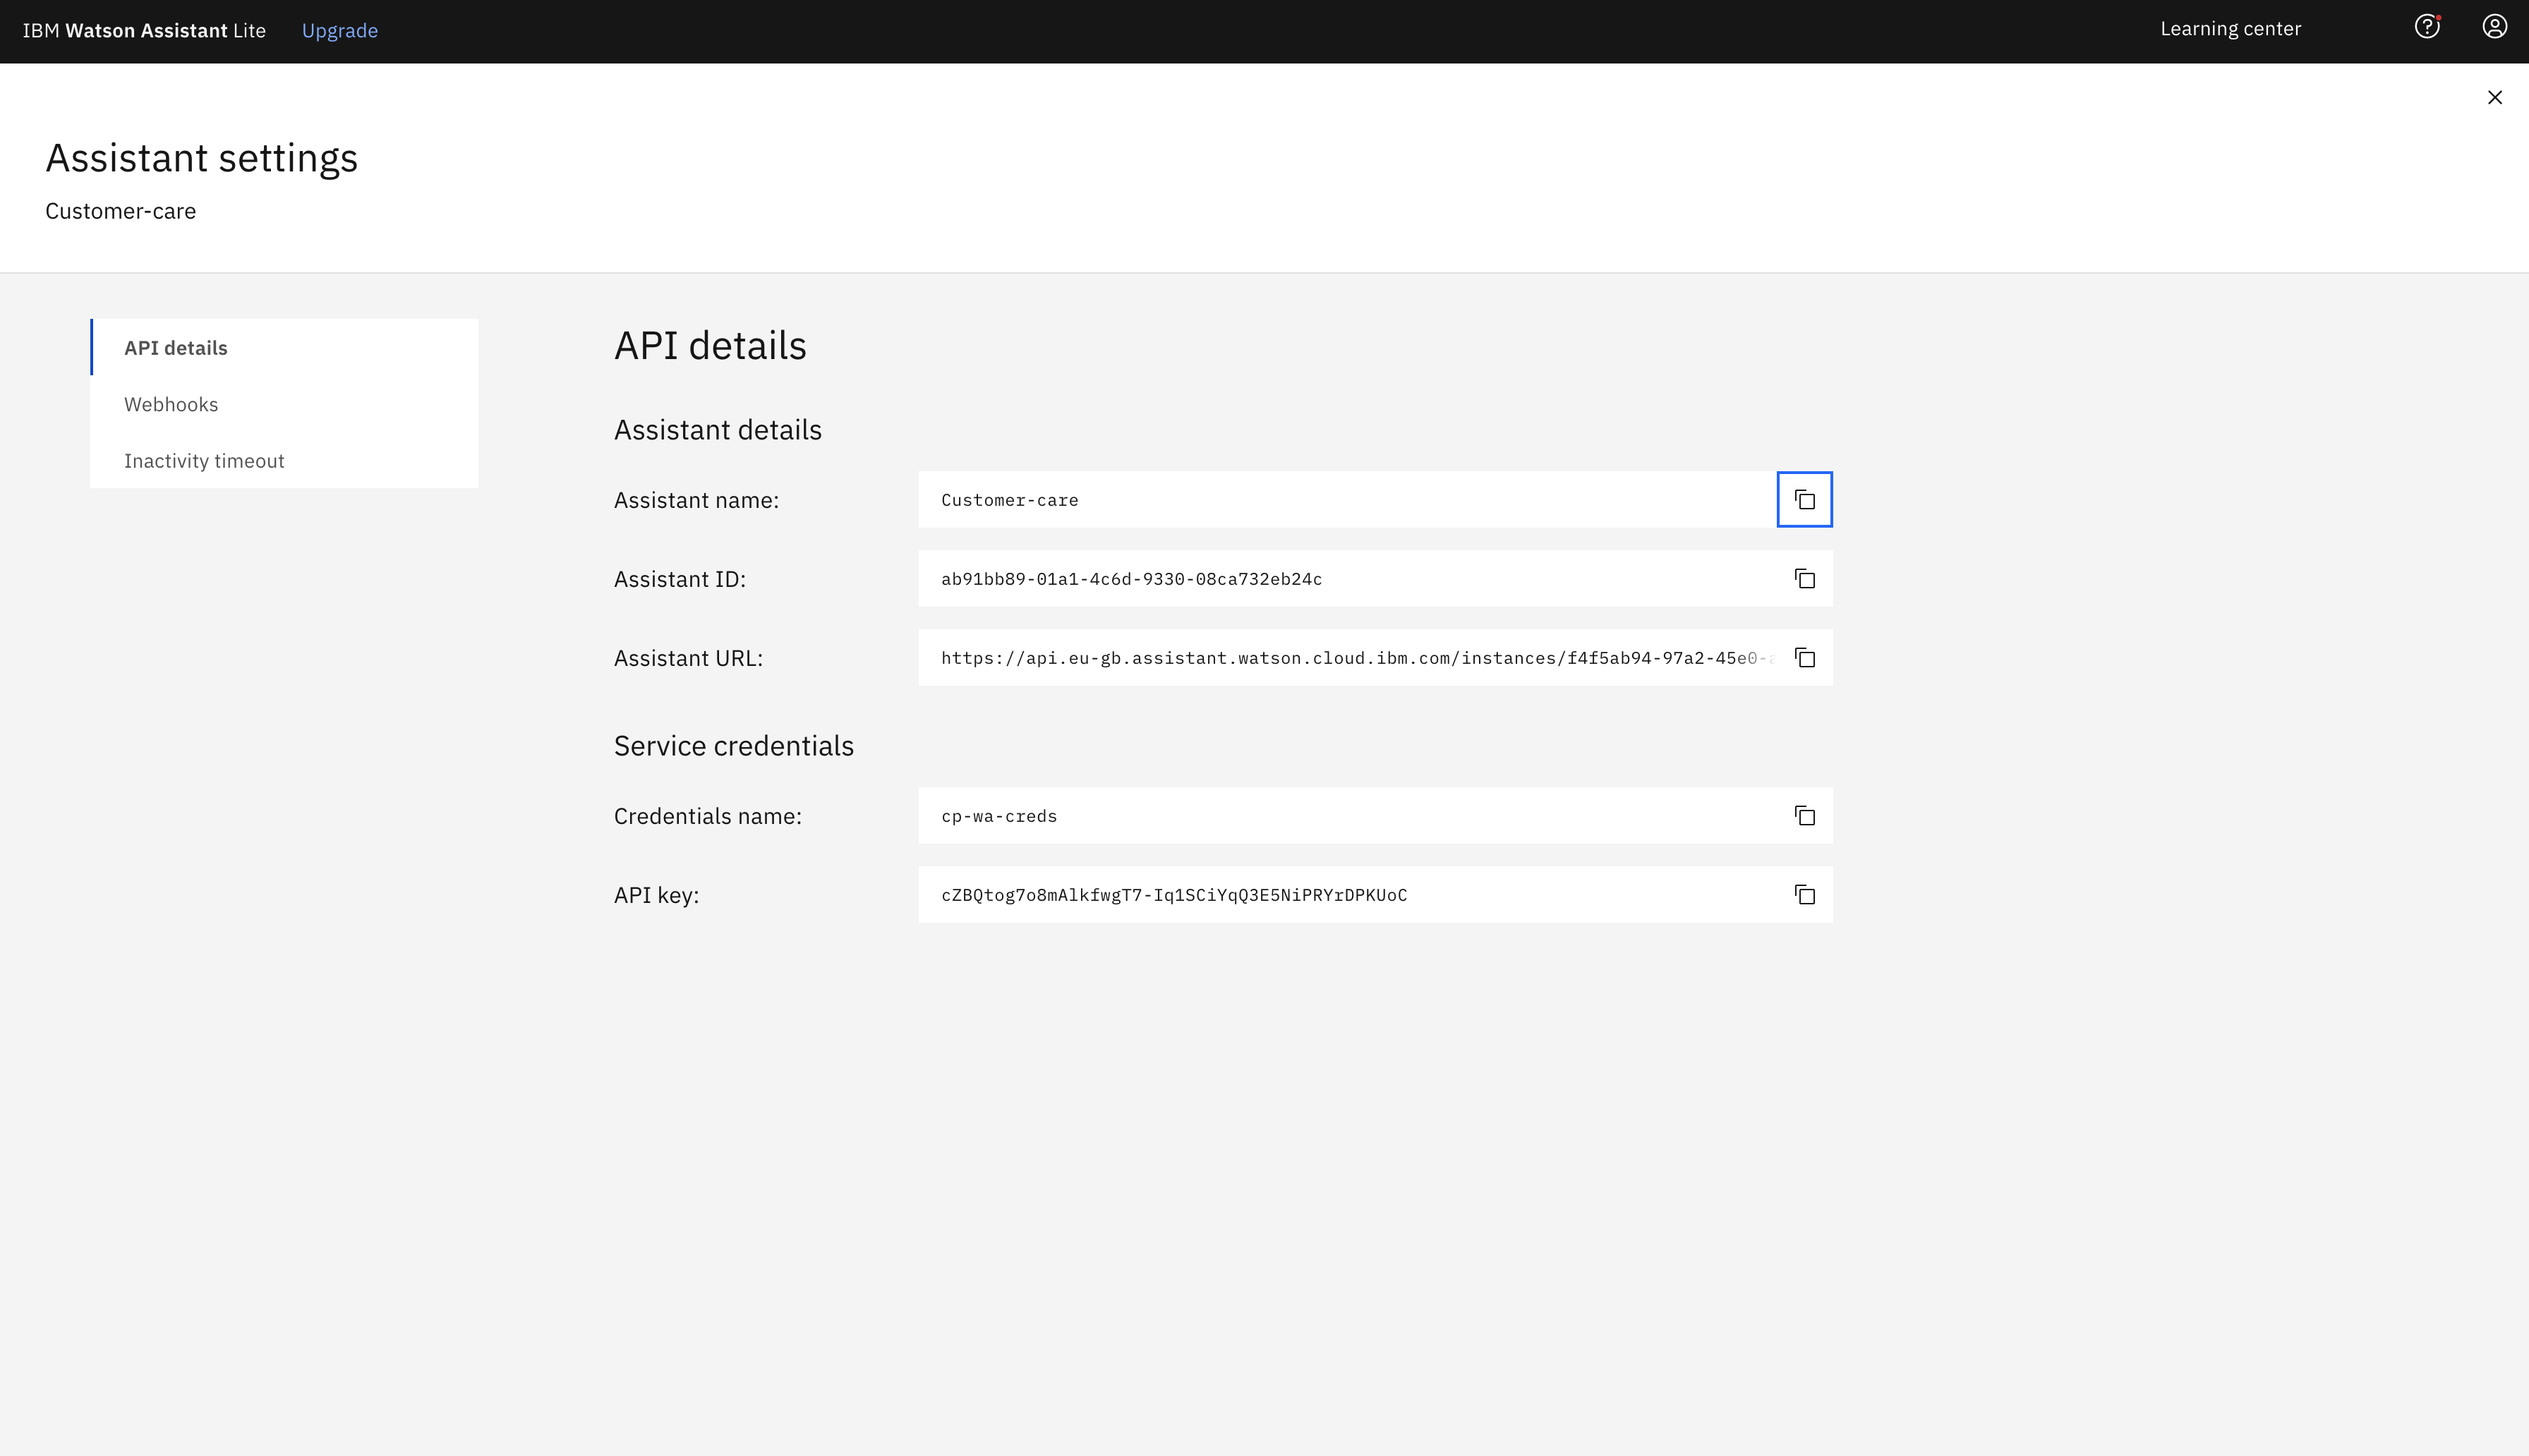 IBM Watson Assistant Lite Upgrade Learning center
Assistant settings
Customer-care
API details
Webhooks
Inactivity timeout
API details
Assistant details
Assistant name: Customer-care
Assistant ID: ab91bb89-01a1-4c6d-9330-08ca732eb24c
Assistant URL: https://api.eu-gb.assistant.watson.cloud.ibm.com/instances/f4f5ab94-97a2-45e0-a
Service credentials
Credentials name: cp-wa-creds
API key: cZBQtog7o8mAlkfwgT7-Iq1SCiYqQ3E5NiPRYrDPKUoC